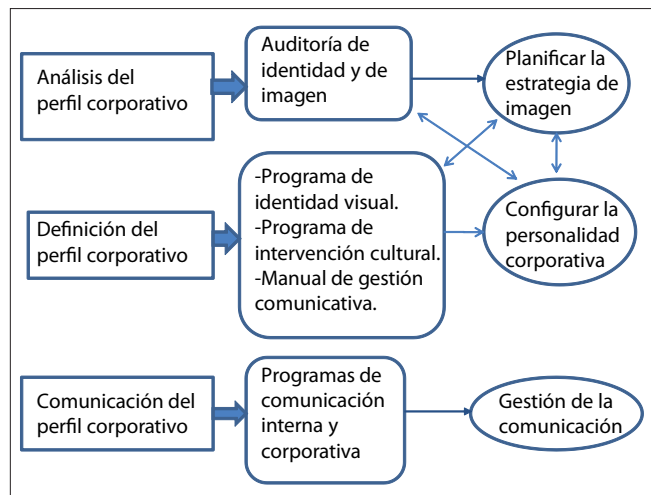 Análisis del
perfil corporativo
Auditoría de
identidad y de
imagen
Planificar la
estrategia de
imagen
Definición del
perfil corporativo
-Programa de
identidad visual.
-Programa de
intervención cultural.
-Manual de gestión
comunicativa.
Configurar la
personalidad
corporativa
Comunicación del
perfil corporativo
Programas de
comunicación
interna y
corporativa
Gestión de la
comunicación